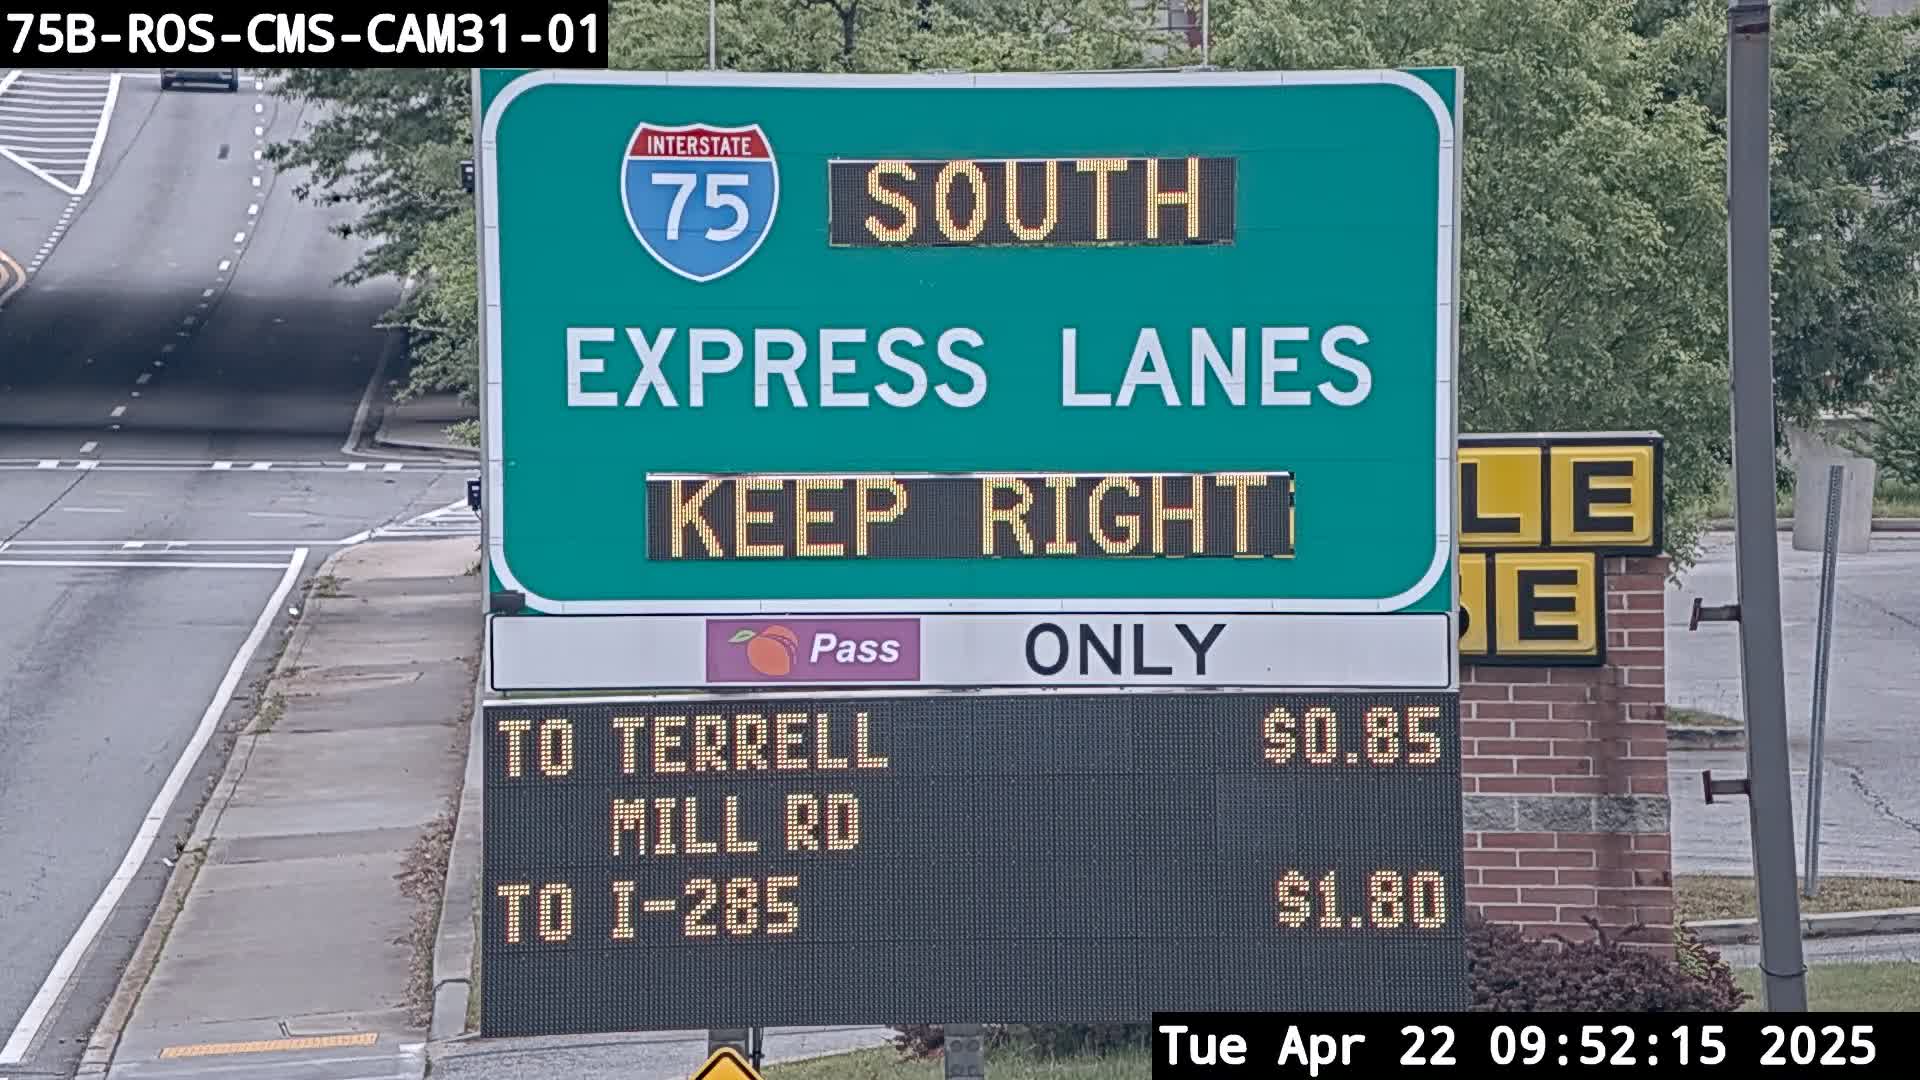 75B-ROS-CMS-CAM31-01
INTERSTATE
75
SOUTH
EXPRESS LANES
KEEP RIGHT
Pass ONLY
TO TERRELL $0.85
MILL RD
TO I-285 $1.80
LE
E
Tue Apr 22 09:52:15 2025